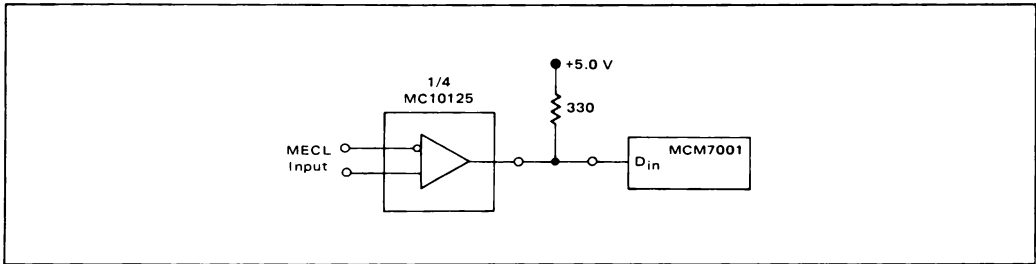 +5.0 V
1/4
MC10125
330
MECL
Input
MCM7001
Din